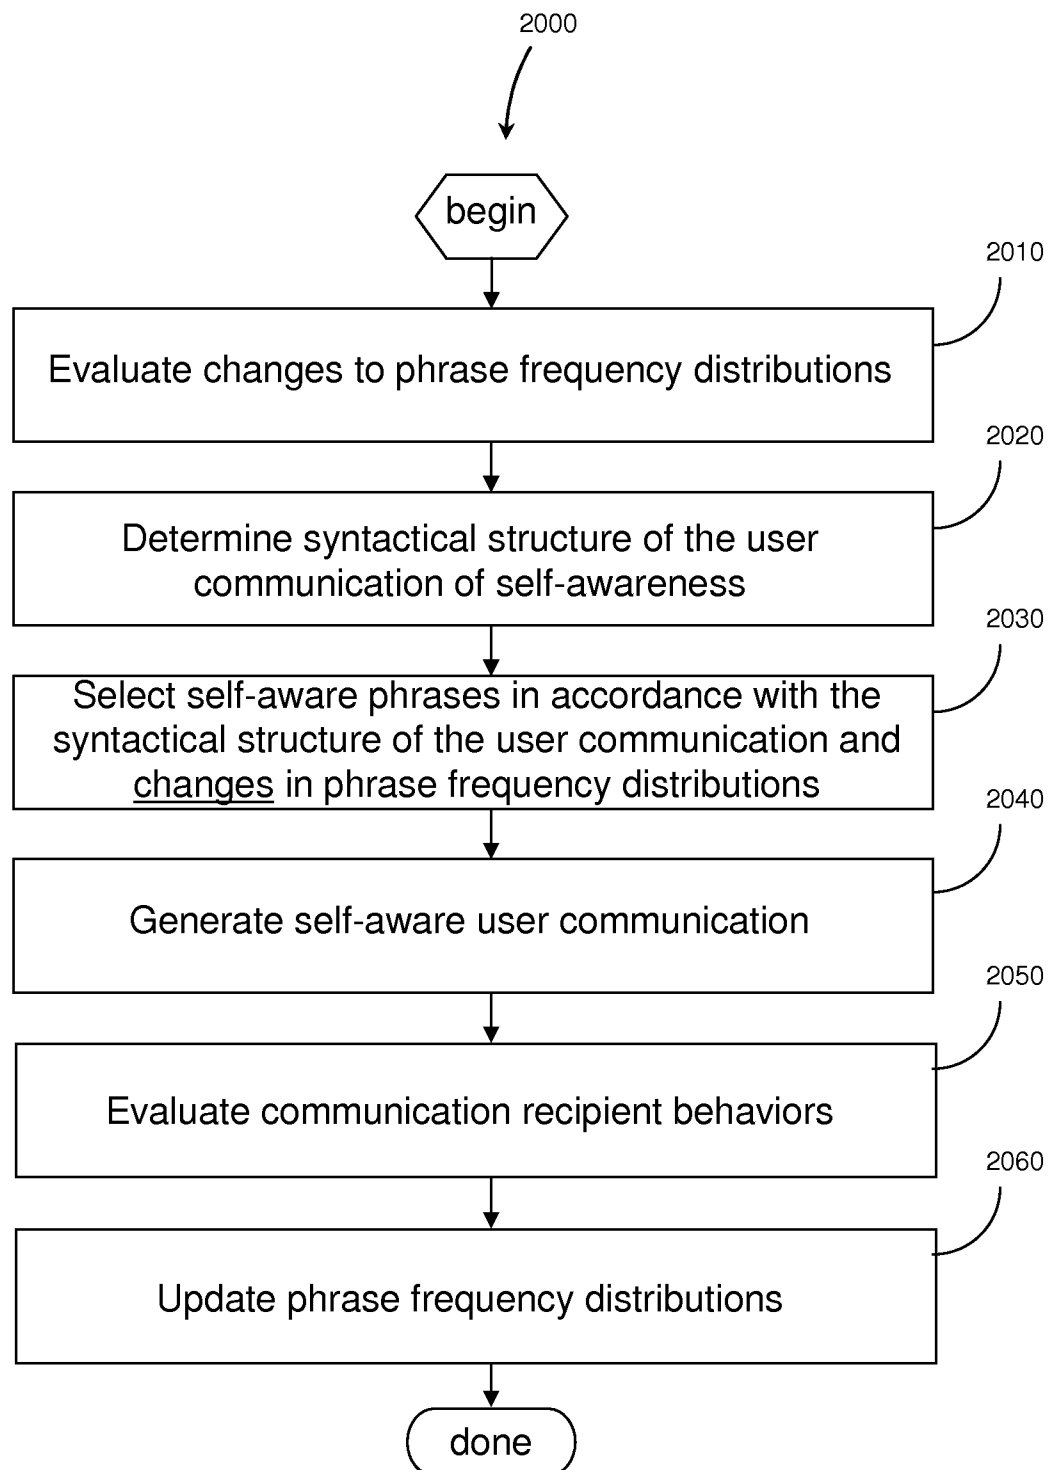 2000
begin
2010
Evaluate changes to phrase frequency distributions
2020
Determine syntactical structure of the user
communication of self-awareness
2030
Select self-aware phrases in accordance with the
syntactical structure of the user communication and
changes in phrase frequency distributions
2040
Generate self-aware user communication
2050
Evaluate communication recipient behaviors
2060
Update phrase frequency distributions
done